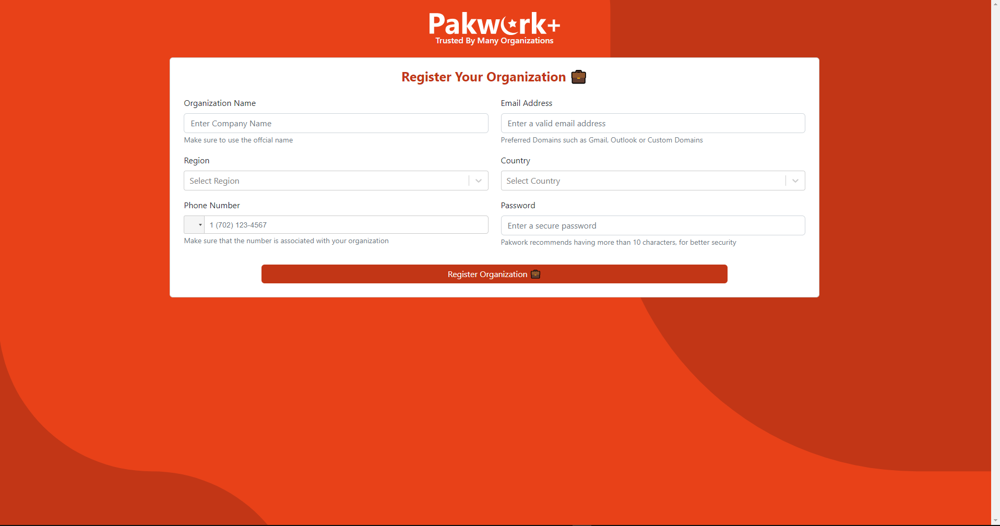 Pakwork+
Trusted By Many Organizations
Register Your Organization
Organization Name
Enter Company Name
Make sure to use the offcial name
Email Address
Enter a valid email address
Preferred Domains such as Gmail, Outlook or Custom Domains
Region
Select Region
Country
Select Country
Phone Number
1 (702) 123-4567
Make sure that the number is associated with your organization
Password
Enter a secure password
Pakwork recommends having more than 10 characters, for better security
Register Organization